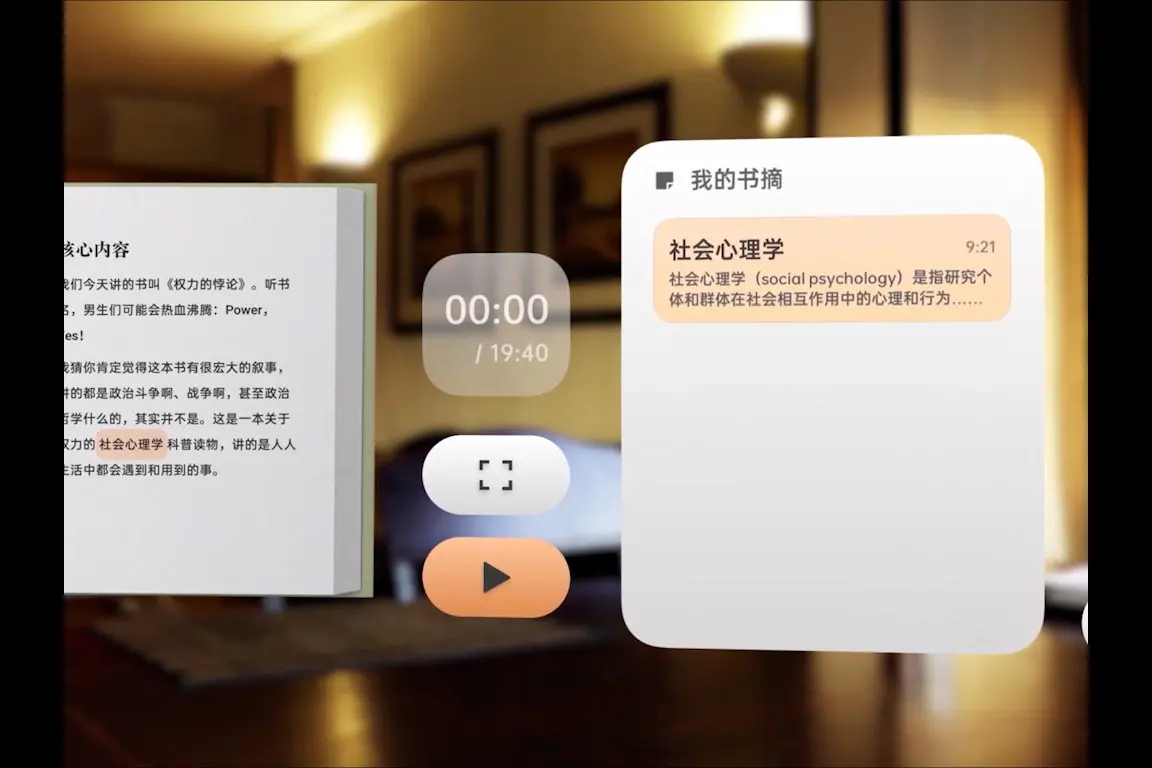 核心内容
我们今天讲的书叫《权力的悖论》。听书
名，男生们可能会热血沸腾：Power，
Yes！
我猜你肯定觉得这本书有很宏大的叙事，
讲的都是政治斗争啊、战争啊，甚至政治
哲学什么的，其实并不是。这是一本关于
权力的 社会心理学 科普读物，讲的是人人
生活中都会遇到和用到的事。
00:00
/ 19:40
我的书摘
社会心理学 9:21
社会心理学（social psychology）是指研究个
体和群体在社会相互作用中的心理和行为……